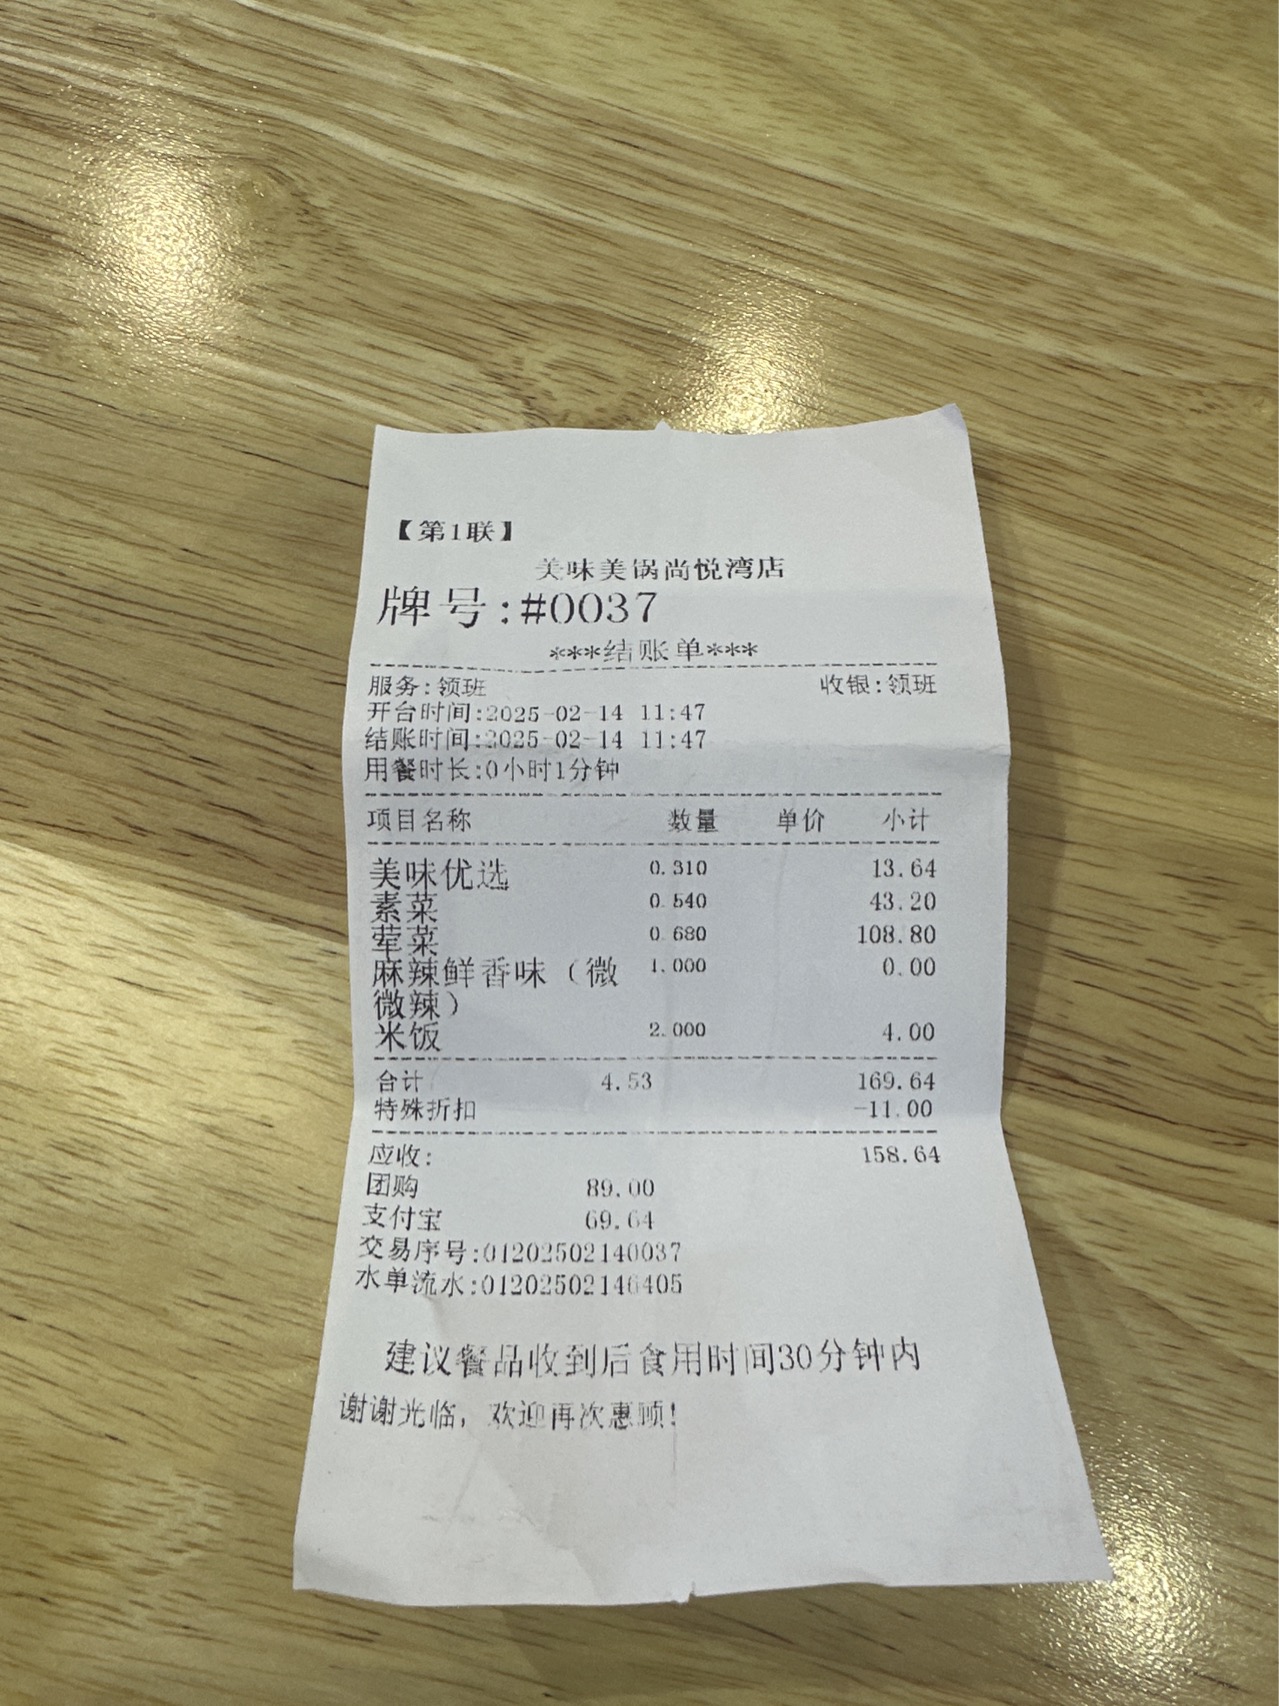 【第1联】
美味美锅尚悦湾店
牌号:#0037
***结账单***
服务:领班 收银:领班
开台时间:2025-02-14 11:47
结账时间:2025-02-14 11:47
用餐时长:0小时1分钟
项目名称 数量 单价 小计
美味优选 0.310 13.64
素菜 0.540 43.20
荤菜 0.680 108.80
麻辣鲜香味（微 1.000 0.00
微辣）
米饭 2.000 4.00
合计 4.53 169.64
特殊折扣 -11.00
应收: 158.64
团购 89.00
支付宝 69.64
交易序号:01202502140037
水单流水:01202502146405
建议餐品收到后食用时间30分钟内
谢谢光临, 欢迎再次惠顾!